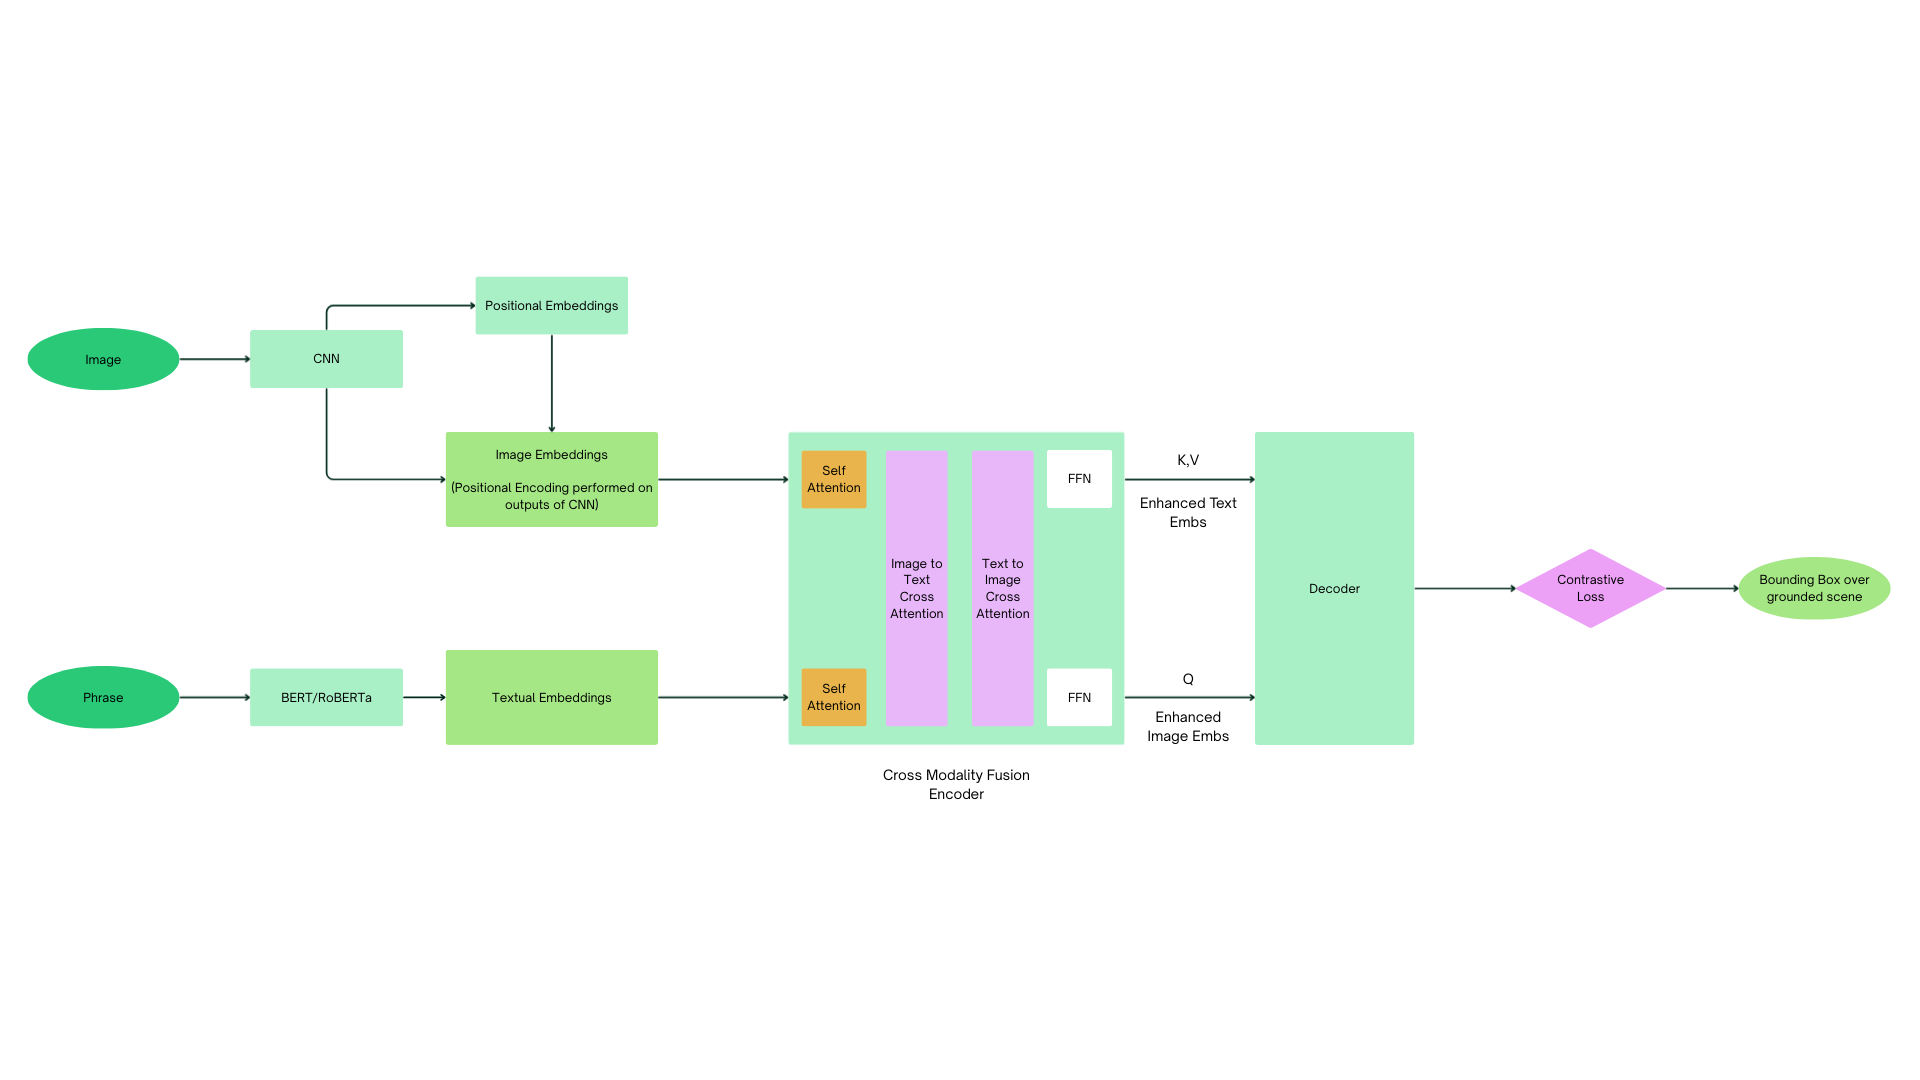 Positional Embeddings
Image
CNN
Image Embeddings
(Positional Encoding performed on
outputs of CNN)
Phrase
BERT/RoBERTa
Textual Embeddings
Self
Attention
Self
Attention
Image to
Text
Cross
Attention
Text to
Image
Cross
Attention
FFN
FFN
Cross Modality Fusion
Encoder
K,V
Enhanced Text
Embs
Q
Enhanced
Image Embs
Decoder
Contrastive
Loss
Bounding Box over
grounded scene